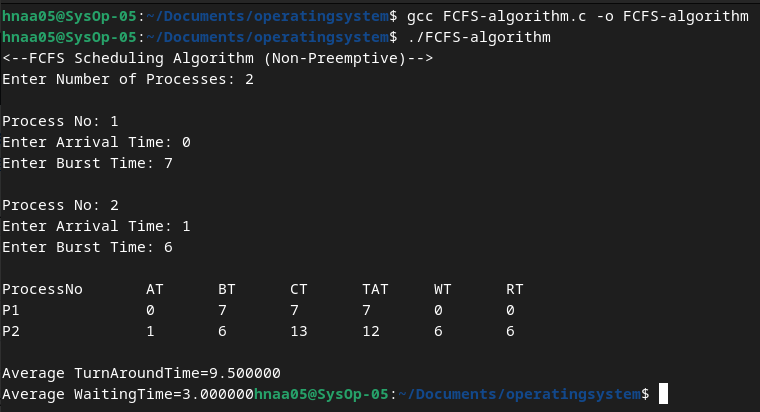 hnaa05@SysOp-05:~/Documents/operatingsystem$ gcc FCFS-algorithm.c -o FCFS-algorithm
hnaa05@SysOp-05:~/Documents/operatingsystem$ ./FCFS-algorithm
<--FCFS Scheduling Algorithm (Non-Preemptive)-->
Enter Number of Processes: 2
Process No: 1
Enter Arrival Time: 0
Enter Burst Time: 7
Process No: 2
Enter Arrival Time: 1
Enter Burst Time: 6
ProcessNo AT BT CT TAT WT RT
P1 0 7 7 7 0 0
P2 1 6 13 12 6 6
Average TurnAroundTime=9.500000
Average WaitingTime=3.000000hnaa05@SysOp-05:~/Documents/operatingsystem$